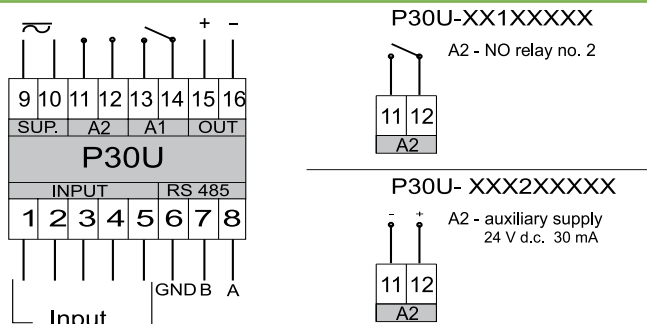 + -
9 10 11 12 13 14 15 16
SUP. A2 A1 OUT
P30U
INPUT RS 485
1 2 3 4 5 6 7 8
GND B A
Input
P30U-XX1XXXXX
A2 - NO relay no. 2
11 12
A2
P30U- XXX2XXXXX
- +
A2 - auxiliary supply
24 V d.c. 30 mA
11 12
A2